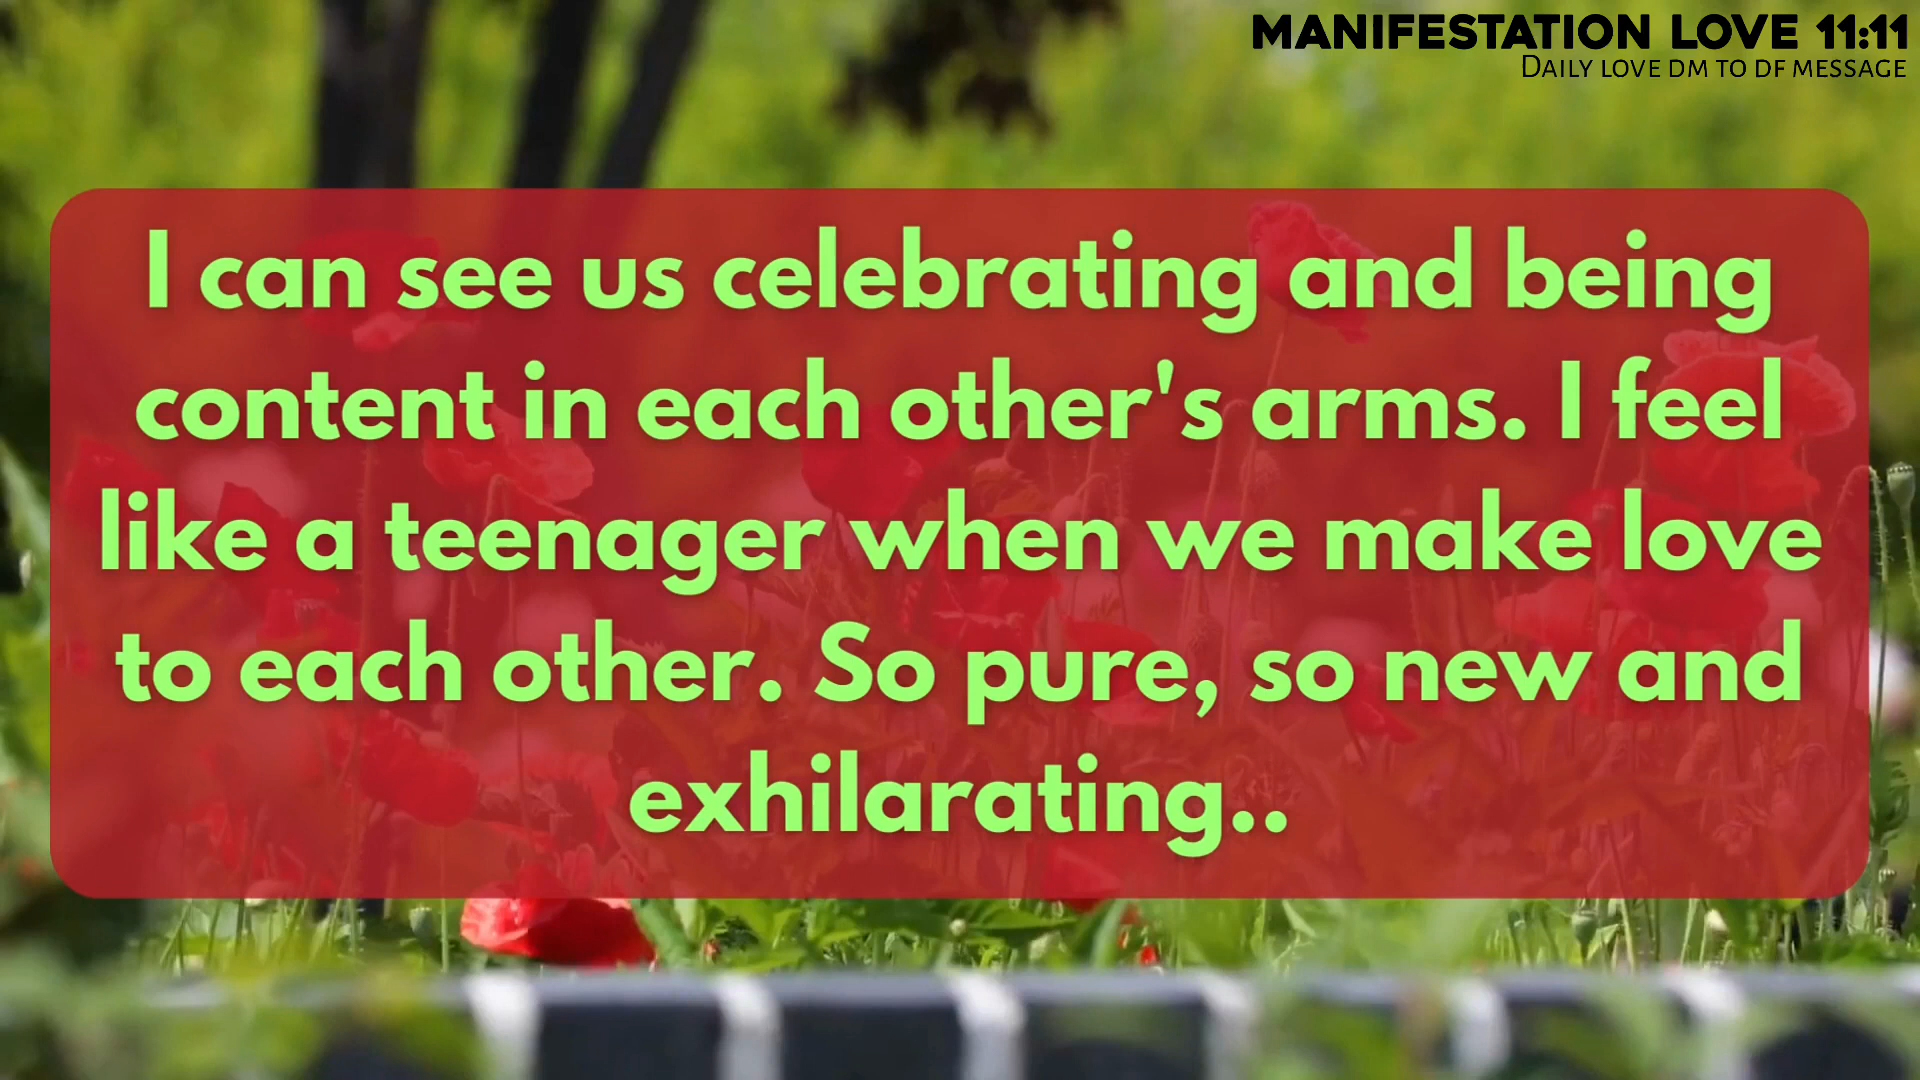 MANIFESTATION LOVE 11:11
DAILY LOVE DM TO DF MESSAGE
I can see us celebrating and being
content in each other's arms. I feel
like a teenager when we make love
to each other. So pure, so new and
exhilarating..